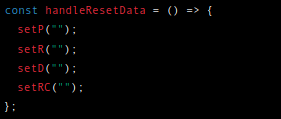 const handleResetData = () => {
  setP("");
  setR("");
  setD("");
  setRC("");
};